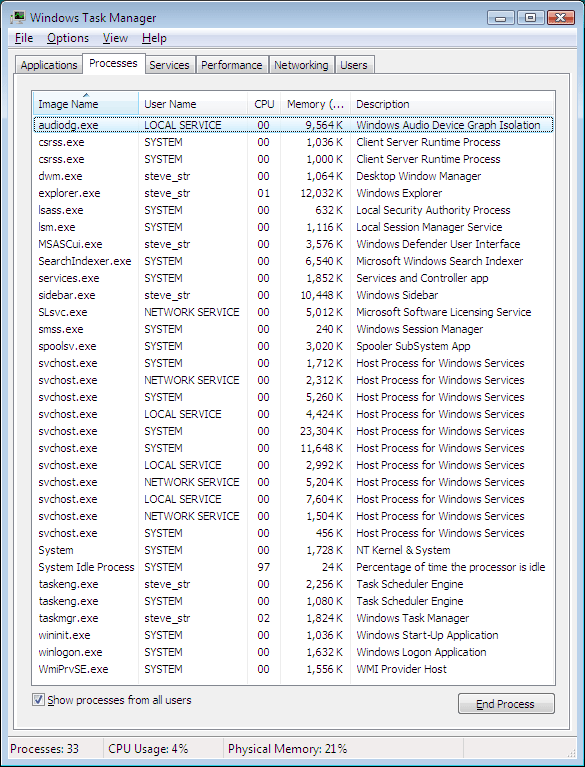 Windows Task Manager
File Options View Help
Applications Processes Services Performance Networking Users
Image Name User Name CPU Memory (... Description
audiodg.exe LOCAL SERVICE 00 9,564 K Windows Audio Device Graph Isolation
csrss.exe SYSTEM 00 1,036 K Client Server Runtime Process
csrss.exe SYSTEM 00 1,000 K Client Server Runtime Process
dwm.exe steve_str 00 1,064 K Desktop Window Manager
explorer.exe steve_str 01 12,032 K Windows Explorer
lsass.exe SYSTEM 00 632 K Local Security Authority Process
lsm.exe SYSTEM 00 1,116 K Local Session Manager Service
MSASCui.exe steve_str 00 3,576 K Windows Defender User Interface
SearchIndexer.exe SYSTEM 00 6,540 K Microsoft Windows Search Indexer
services.exe SYSTEM 00 1,852 K Services and Controller app
sidebar.exe steve_str 00 10,448 K Windows Sidebar
SLsvc.exe NETWORK SERVICE 00 5,012 K Microsoft Software Licensing Service
smss.exe SYSTEM 00 240 K Windows Session Manager
spoolsv.exe SYSTEM 00 3,020 K Spooler SubSystem App
svchost.exe SYSTEM 00 1,712 K Host Process for Windows Services
svchost.exe NETWORK SERVICE 00 2,312 K Host Process for Windows Services
svchost.exe SYSTEM 00 5,260 K Host Process for Windows Services
svchost.exe LOCAL SERVICE 00 4,424 K Host Process for Windows Services
svchost.exe SYSTEM 00 23,304 K Host Process for Windows Services
svchost.exe SYSTEM 00 11,648 K Host Process for Windows Services
svchost.exe LOCAL SERVICE 00 2,992 K Host Process for Windows Services
svchost.exe NETWORK SERVICE 00 5,204 K Host Process for Windows Services
svchost.exe LOCAL SERVICE 00 7,604 K Host Process for Windows Services
svchost.exe NETWORK SERVICE 00 1,504 K Host Process for Windows Services
svchost.exe SYSTEM 00 456 K Host Process for Windows Services
System SYSTEM 00 1,728 K NT Kernel & System
System Idle Process SYSTEM 97 24 K Percentage of time the processor is idle
taskeng.exe steve_str 00 2,256 K Task Scheduler Engine
taskeng.exe SYSTEM 00 1,080 K Task Scheduler Engine
taskmgr.exe steve_str 02 1,824 K Windows Task Manager
wininit.exe SYSTEM 00 1,036 K Windows Start-Up Application
winlogon.exe SYSTEM 00 1,632 K Windows Logon Application
WmiPrvSE.exe SYSTEM 00 1,556 K WMI Provider Host
Show processes from all users End Process
Processes: 33 CPU Usage: 4% Physical Memory: 21%